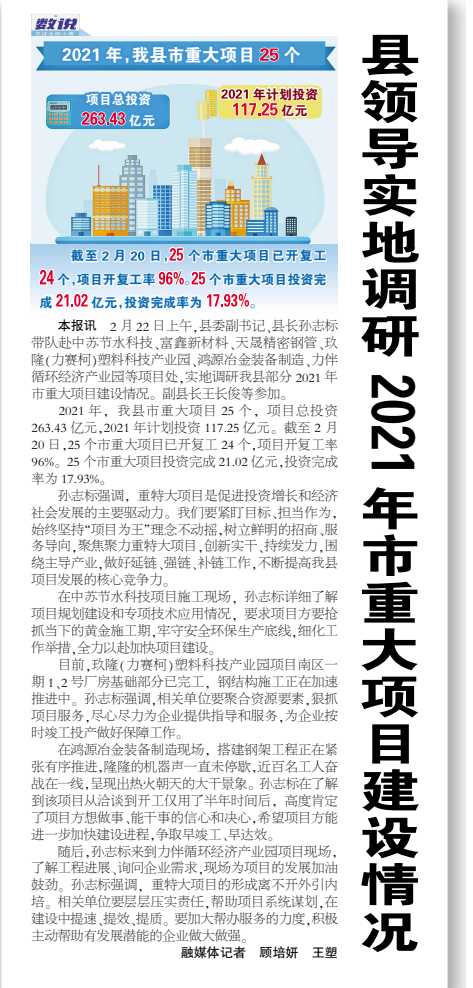 县领导实地调研2021年市重大项目建设情况
数说
2021年,我县市重大项目25个
项目总投资
263.43亿元
2021年计划投资
117.25亿元
截至2月20日,25个市重大项目已开复工
24个,项目开复工率96%。25个市重大项目投资完
成21.02亿元,投资完成率为17.93%。
本报讯 2月22日上午,县委副书记、县长孙志标
带队赴中苏节水科技、富鑫新材料、天晟精密钢管、玖
隆(力赛柯)塑料科技产业园、鸿源冶金装备制造、力伴
循环经济产业园等项目处,实地调研我县部分2021年
市重大项目建设情况。副县长王长俊等参加。
2021年，我县市重大项目25个，项目总投资
263.43亿元,2021年计划投资117.25亿元。截至2月
20日,25个市重大项目已开复工24个,项目开复工率
96%。25个市重大项目投资完成21.02亿元,投资完成
率为17.93%。
孙志标强调，重特大项目是促进投资增长和经济
社会发展的主要驱动力。我们要紧盯目标、担当作为,
始终坚持“项目为王”理念不动摇,树立鲜明的招商、服
务导向,聚焦聚力重特大项目,创新实干、持续发力,围
绕主导产业,做好延链、强链、补链工作,不断提高我县
项目发展的核心竞争力。
在中苏节水科技项目施工现场，孙志标详细了解
项目规划建设和专项技术应用情况，要求项目方要抢
抓当下的黄金施工期,牢守安全环保生产底线,细化工
作举措,全力以赴加快项目建设。
目前,玖隆(力赛柯)塑料科技产业园项目南区一
期1、2号厂房基础部分已完工，钢结构施工正在加速
推进中。孙志标强调,相关单位要聚合资源要素,狠抓
项目服务,尽心尽力为企业提供指导和服务,为企业按
时竣工投产做好保障工作。
在鸿源冶金装备制造现场，搭建钢架工程正在紧
张有序推进,隆隆的机器声一直未停歇,近百名工人奋
战在一线,呈现出热火朝天的大干景象。孙志标在了解
到该项目从洽谈到开工仅用了半年时间后，高度肯定
了项目方想做事、能干事的信心和决心,希望项目方能
进一步加快建设进程,争取早竣工、早达效。
随后,孙志标来到力伴循环经济产业园项目现场,
了解工程进展、询问企业需求,现场为项目的发展加油
鼓劲。孙志标强调，重特大项目的形成离不开外引内
培。相关单位要层层压实责任,帮助项目系统谋划,在
建设中提速、提效、提质。要加大帮办服务的力度,积极
主动帮助有发展潜能的企业做大做强。
融媒体记者 顾培妍 王塑